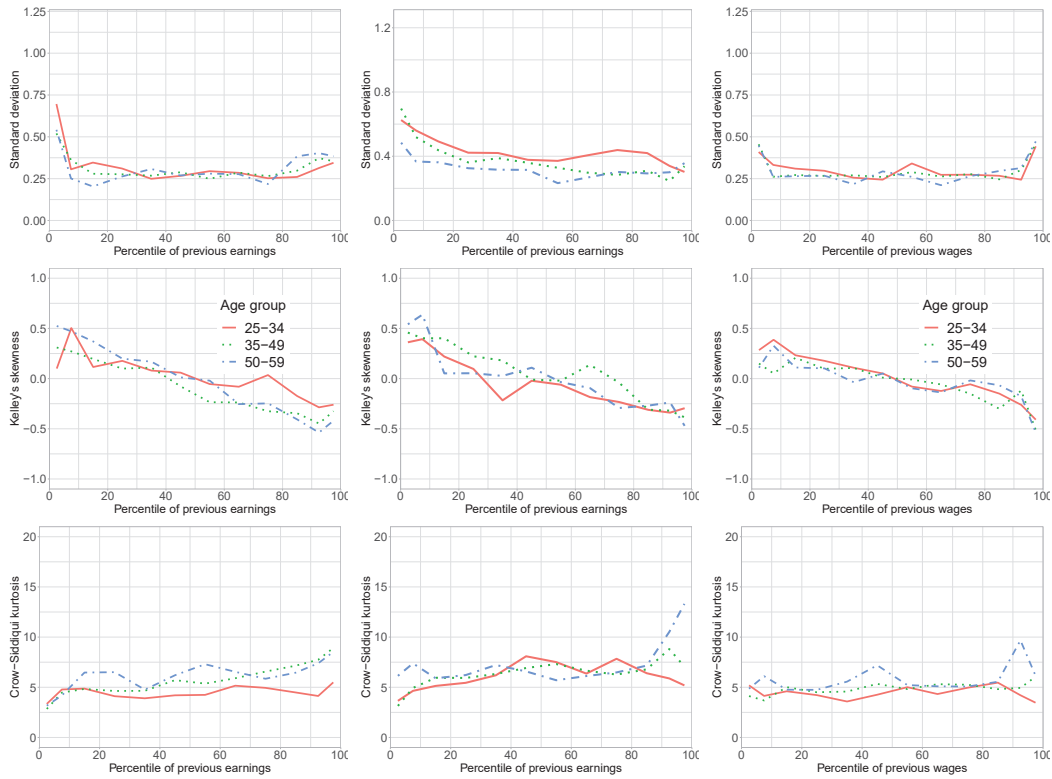 Standard deviation
1.25
1.00
0.75
0.50
0.25
0.00
0 20 40 60 80 100
Percentile of previous earnings
Standard deviation
1.2
0.8
0.4
0.0
0 20 40 60 80 100
Percentile of previous earnings
Standard deviation
1.25
1.00
0.75
0.50
0.25
0.00
0 20 40 60 80 100
Percentile of previous wages
Kelley's skewness
1.0
0.5
0.0
−0.5
−1.0
Age group
25−34
35−49
50−59
0 20 40 60 80 100
Percentile of previous earnings
Kelley's skewness
1.0
0.5
0.0
−0.5
−1.0
0 20 40 60 80 100
Percentile of previous earnings
Kelley's skewness
1.0
0.5
0.0
−0.5
−1.0
Age group
25−34
35−49
50−59
0 20 40 60 80 100
Percentile of previous wages
Crow−Siddiqui kurtosis
20
15
10
5
0
0 20 40 60 80 100
Percentile of previous earnings
Crow−Siddiqui kurtosis
20
15
10
5
0
0 20 40 60 80 100
Percentile of previous earnings
Crow−Siddiqui kurtosis
20
15
10
5
0
0 20 40 60 80 100
Percentile of previous wages